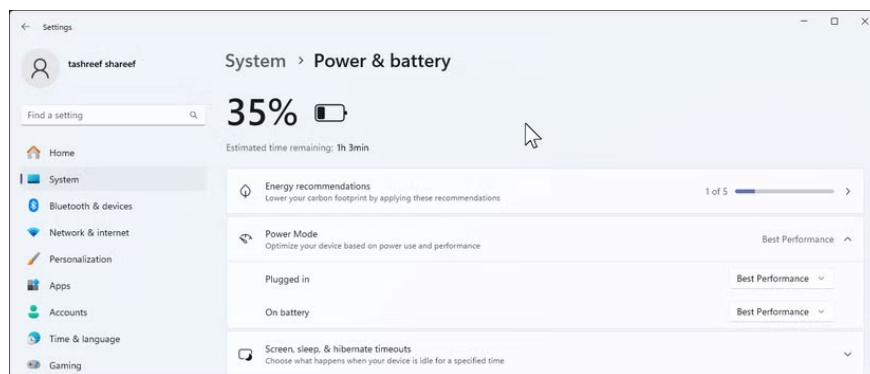 Settings
tashreef shareef
Find a setting
Home
System
Bluetooth & devices
Network & internet
Personalization
Apps
Accounts
Time & language
Gaming
System > Power & battery
35%
Estimated time remaining: 1h 3min
Energy recommendations
Lower your carbon footprint by applying these recommendations
1 of 5
Power Mode
Optimize your device based on power use and performance
Best Performance
Plugged in
Best Performance
On battery
Best Performance
Screen, sleep, & hibernate timeouts
Choose what happens when your device is idle for a specified time